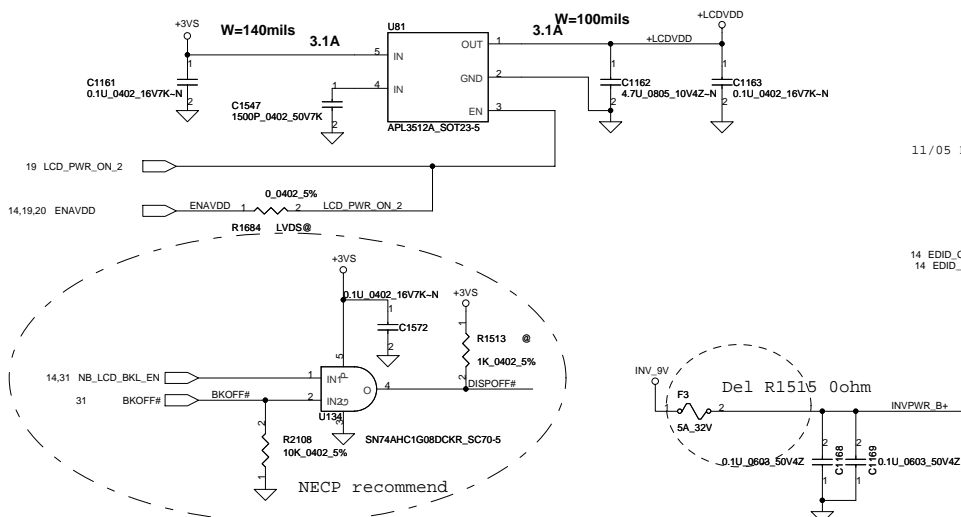 +3VS
W=140mils
3.1A
U81
5
IN
4
IN
OUT
1
GND
2
EN
3
APL3512A_SOT23-5
W=100mils
3.1A
+LCDVDD
+LCDVDD
1
C1161
0.1U_0402_16V7K~N
2
1
C1547
1500P_0402_50V7K
2
1
C1162
4.7U_0805_10V4Z~N
2
1
C1163
0.1U_0402_16V7K~N
2
11/05
19 LCD_PWR_ON_2
14,19,20 ENAVDD
ENAVDD
1
0_0402_5%
2
LCD_PWR_ON_2
R1684
LVDS@
14 EDID_
14 EDID_
+3VS
0.1U_0402_16V7K~N
1
C1572
2
+3VS
1
R1513 @
1K_0402_5%
2
5
14,31 NB_LCD_BKL_EN
1
IN1
P
31 BKOFF#
BKOFF#
2
IN2
G
O
4
DISPOFF#
U134
3
SN74AHC1G08DCKR_SC70-5
2
R2108
10K_0402_5%
1
NECP recommend
INV_9V
Del R1515 0ohm
F3
1
2
5A_32V
INVPWR_B+
2
C1168
0.1U_0603_50V4Z
1
2
C1169
0.1U_0603_50V4Z
1